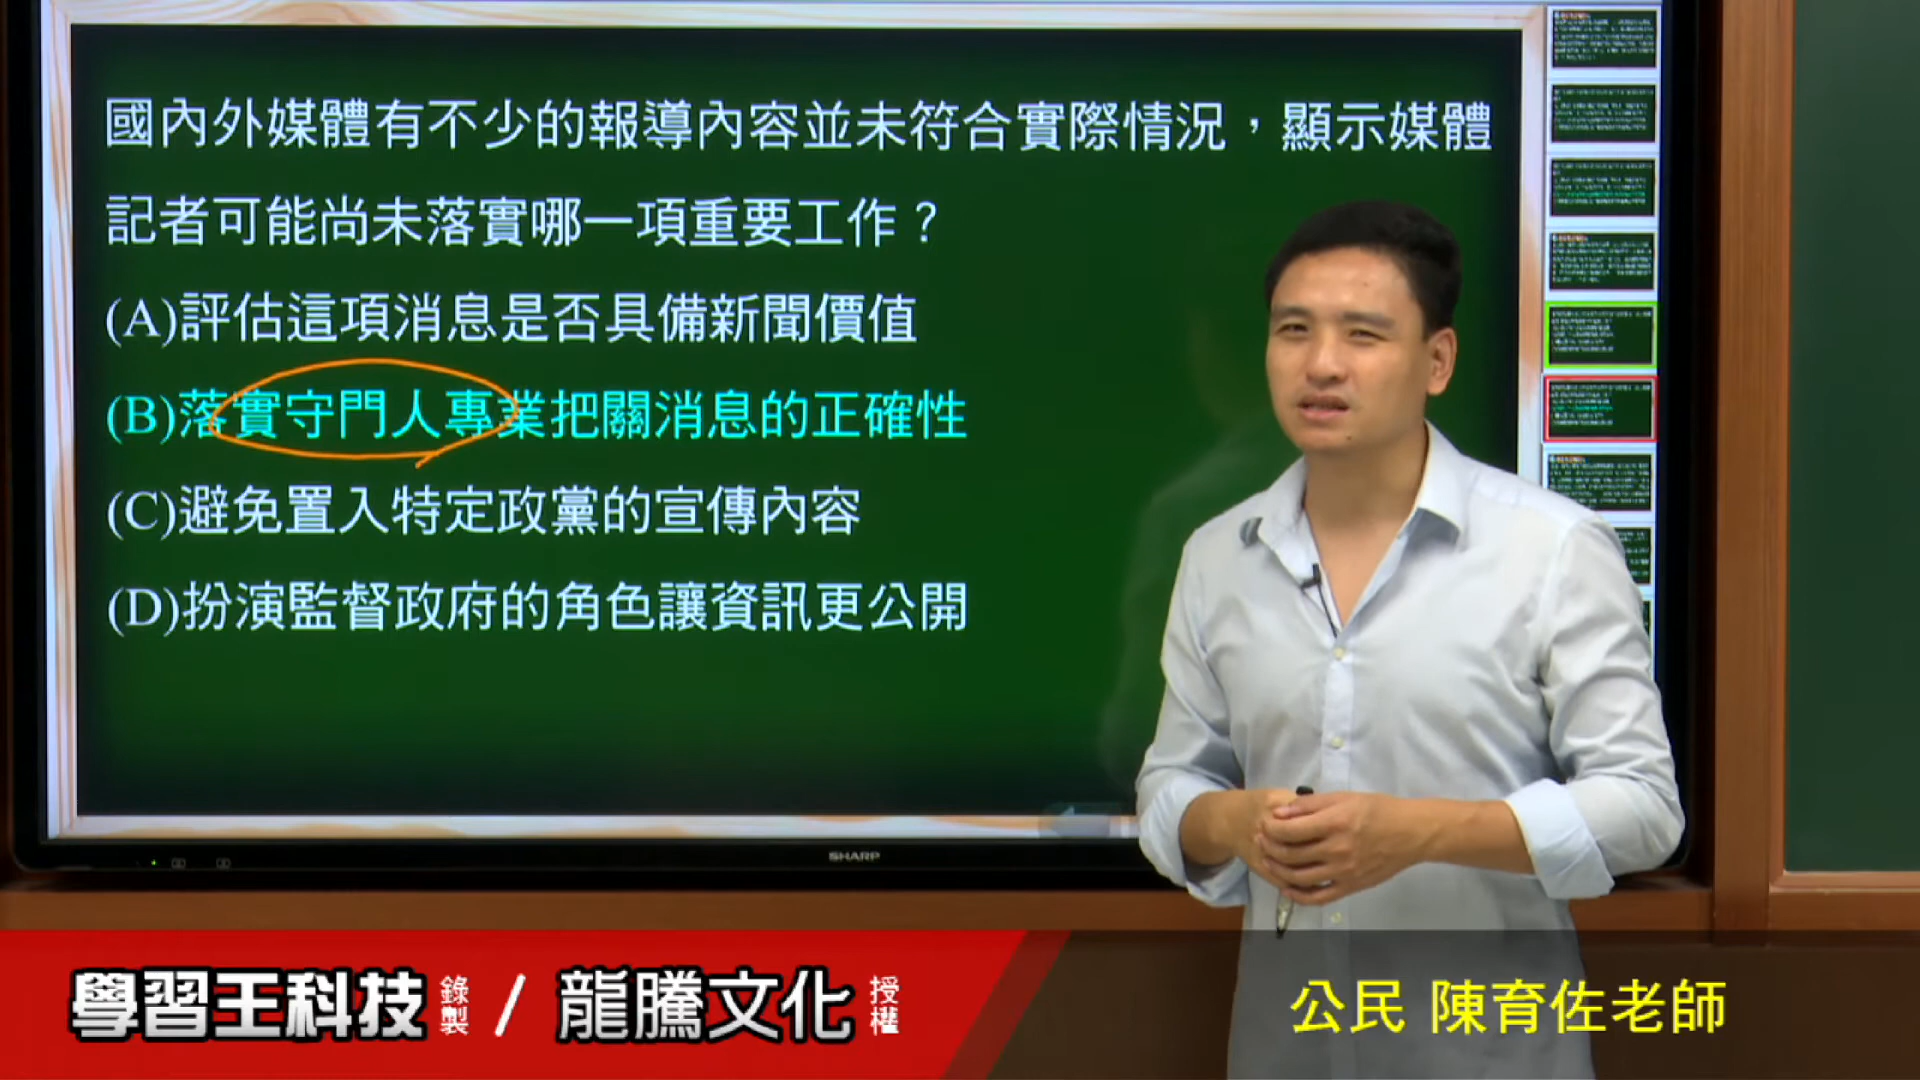 國內外媒體有不少的報導內容並未符合實際情況，顯示媒體
記者可能尚未落實哪一項重要工作？
(A)評估這項消息是否具備新聞價值
(B)落實守門人專業把關消息的正確性
(C)避免置入特定政黨的宣傳內容
(D)扮演監督政府的角色讓資訊更公開
SHARP
學習王科技 錄製 / 龍騰文化 授權
公民 陳育佐老師